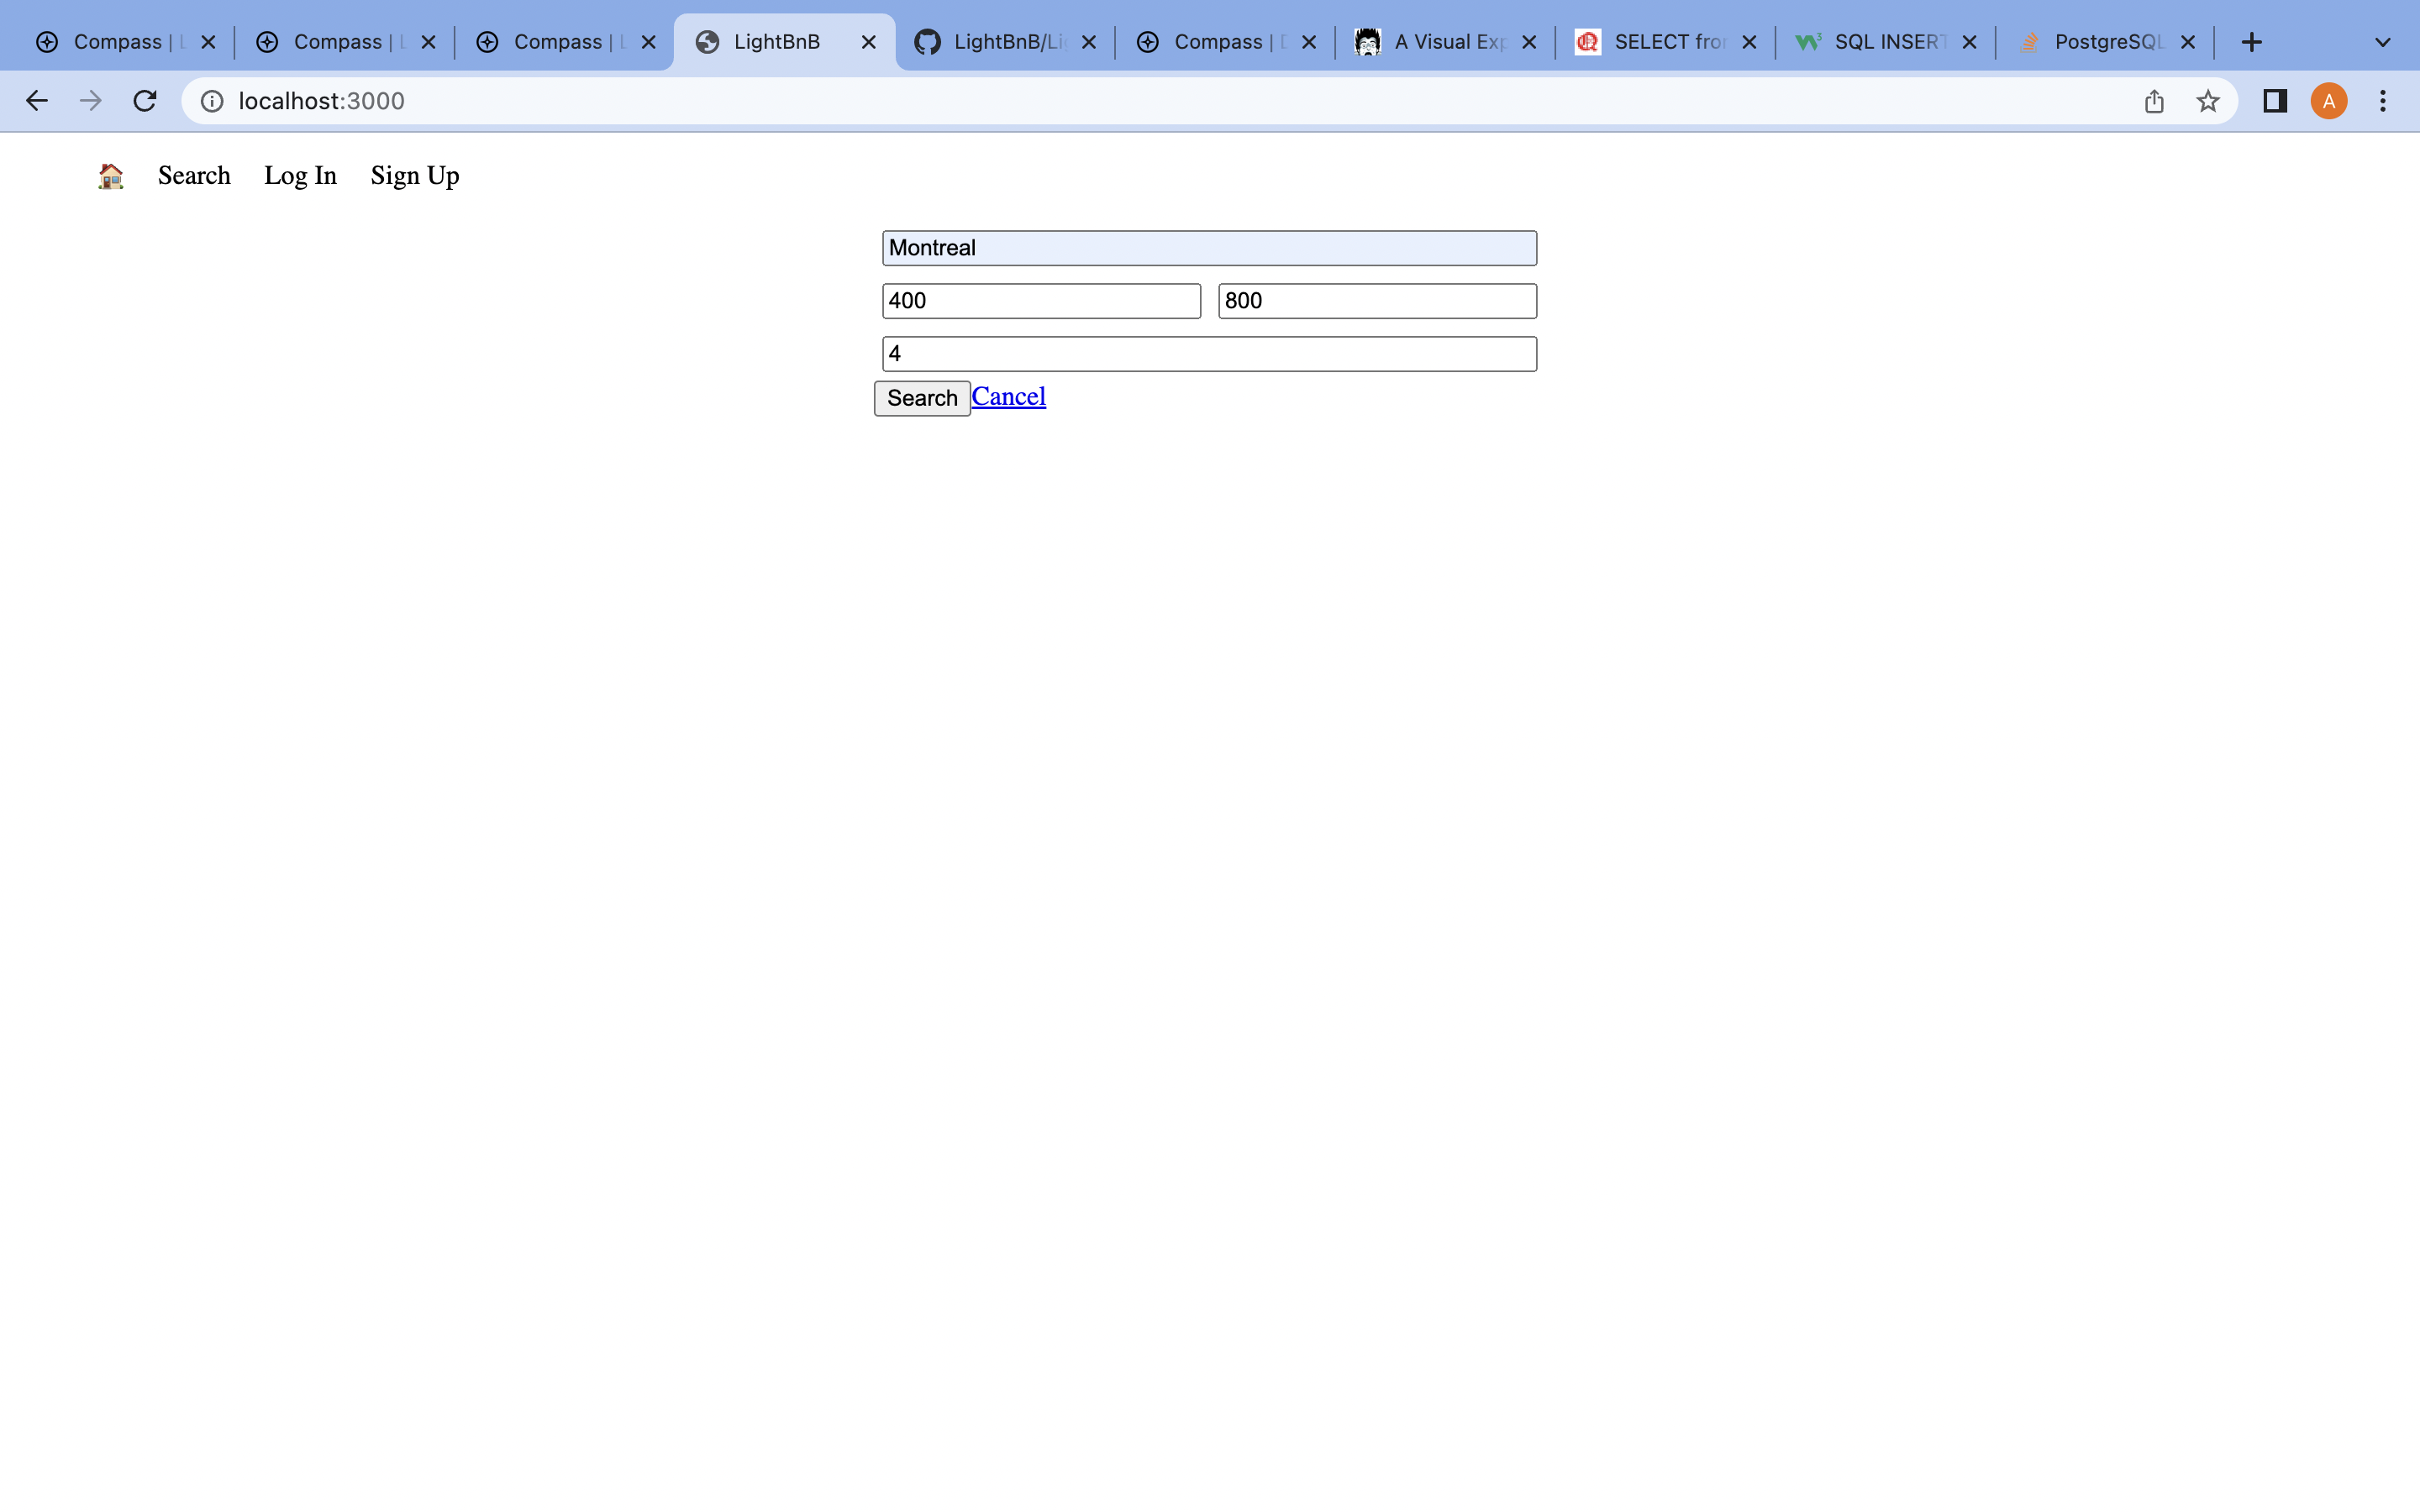 Compass | L
Compass | L
Compass | L
LightBnB
LightBnB/Li
Compass |
A Visual Exp
SELECT from
SQL INSERT
PostgreSQL
localhost:3000
A
Search
Log In
Sign Up
Montreal
400
800
4
Search
Cancel